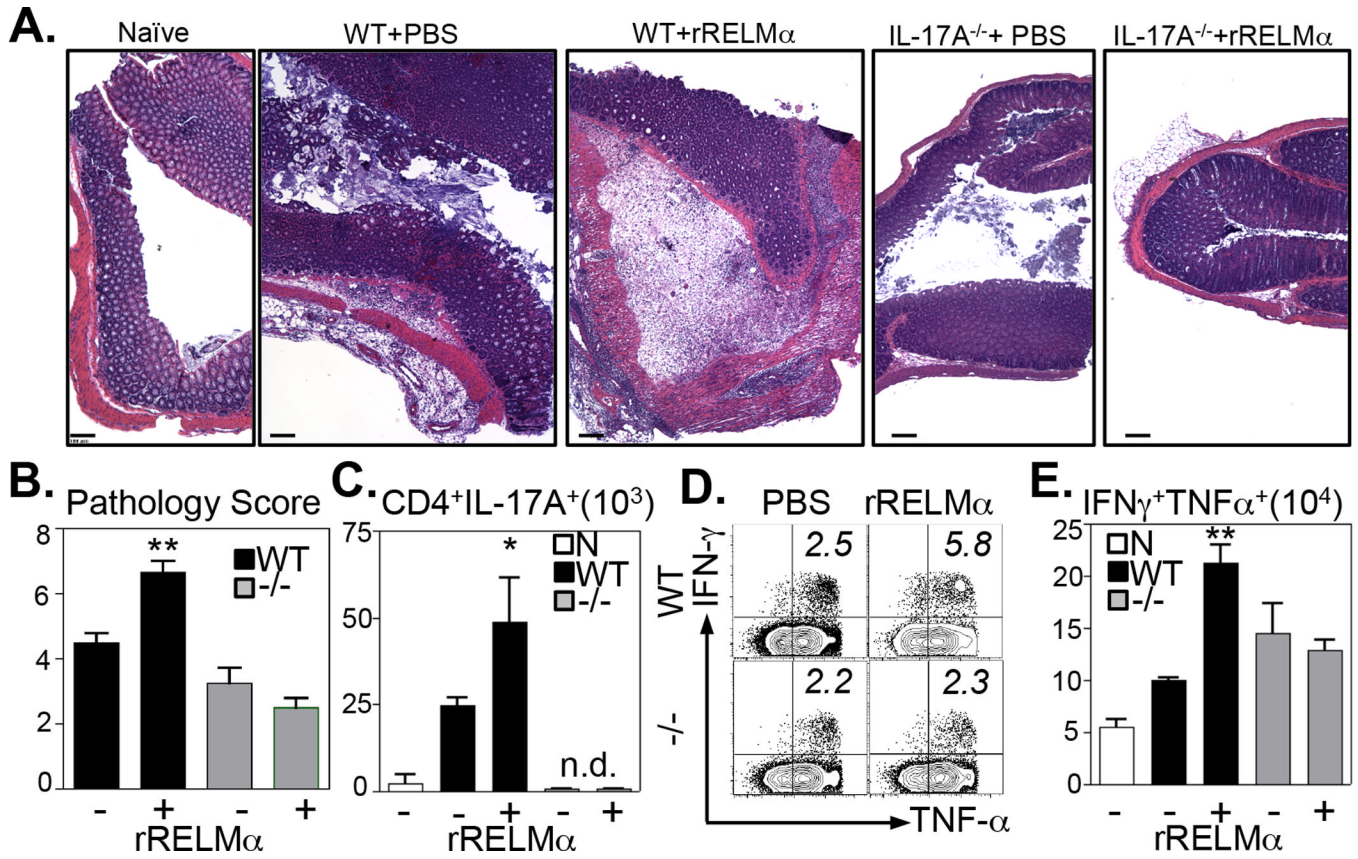 A.
Naïve
WT+PBS
WT+rRELMα
IL-17A-/-+ PBS
IL-17A-/-+rRELMα
100 µm
B.
Pathology Score
8
6
4
2
0
**
WT
-/-
- + - +
rRELMα
C.
CD4+IL-17A+(10³)
75
50
25
0
*
N
WT
-/-
n.d.
- - + - +
rRELMα
D.
PBS rRELMα
WT
IFN-γ
2.5
5.8
-/-
2.2
2.3
TNF-α
E.
IFNγ+TNFα+(10⁴)
25
20
15
10
5
0
**
N
WT
-/-
- - + - +
rRELMα